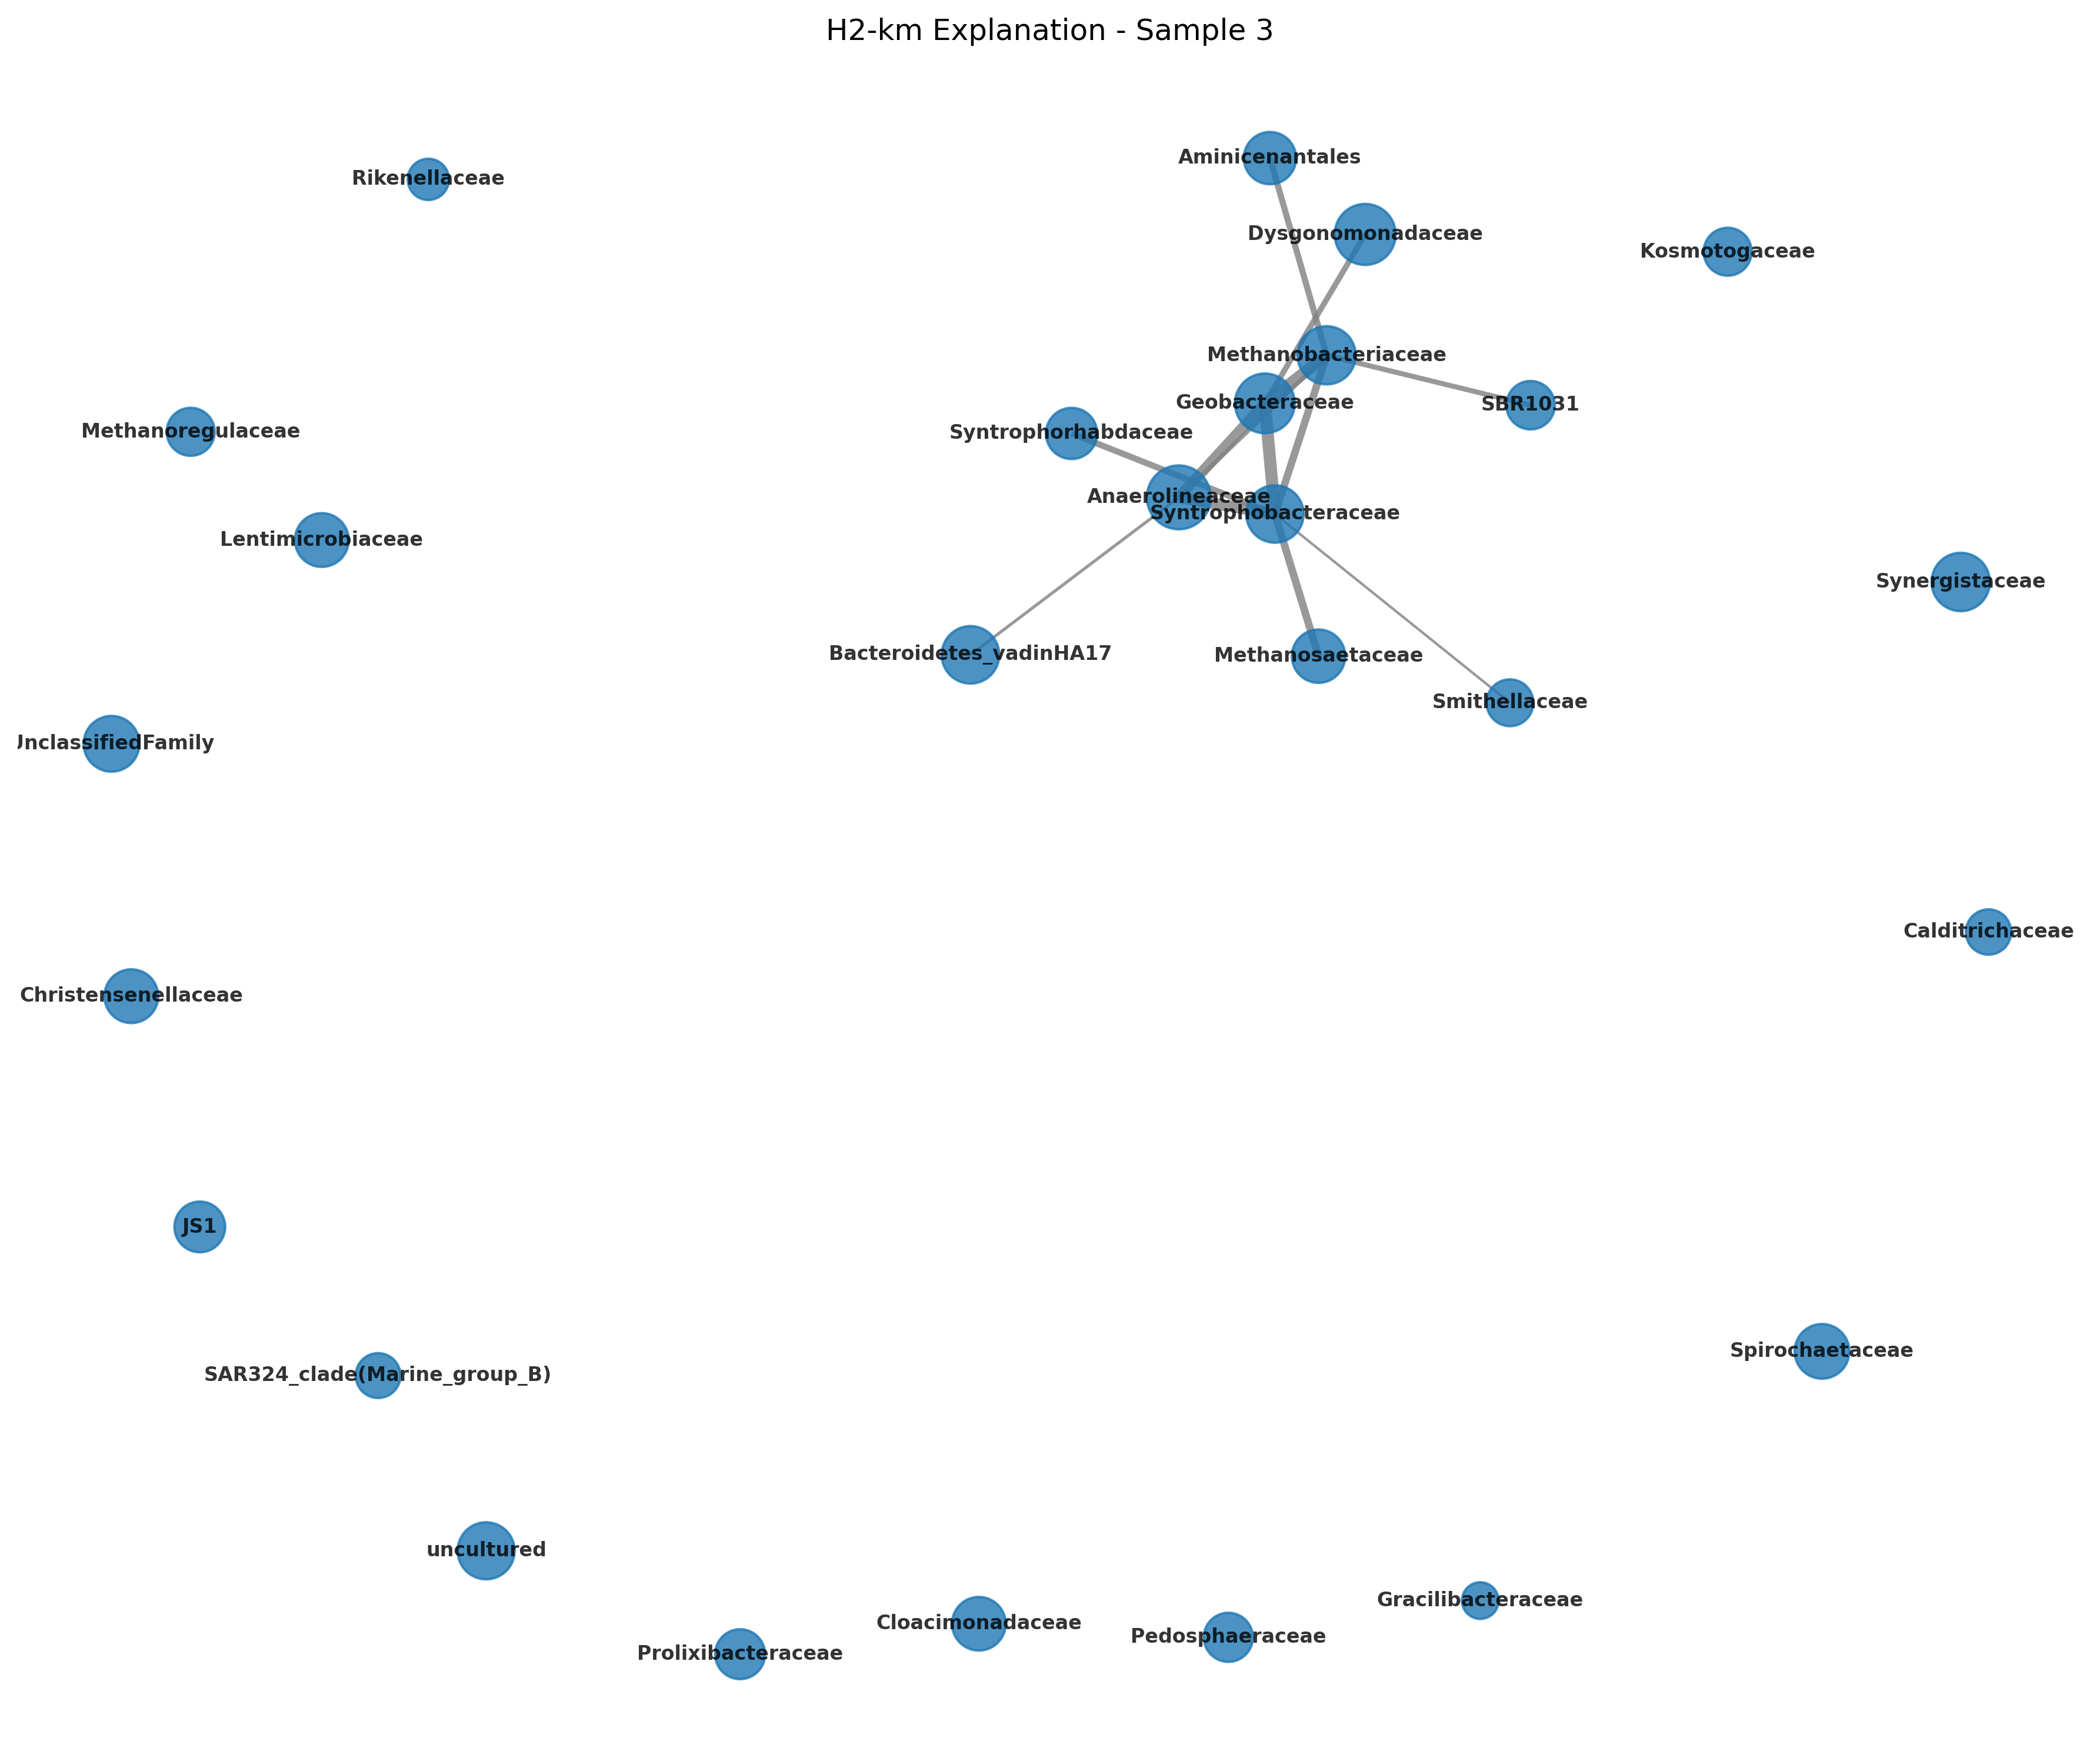 H2-km Explanation - Sample 3
Aminicenantales
Rikenellaceae
Dysgonomonadaceae
Kosmotogaceae
Methanobacteriaceae
Geobacteraceae
SBR1031
Methanoregulaceae
Syntrophorhabdaceae
Anaerolineaceae
Syntrophobacteraceae
Lentimicrobiaceae
Synergistaceae
Bacteroidetes_vadinHA17
Methanosaetaceae
Smithellaceae
JnclassifiedFamily
Calditrichaceae
Christensenellaceae
JS1
Spirochaetaceae
SAR324_clade(Marine_group_B)
uncultured
Gracilibacteraceae
Cloacimonadaceae
Pedosphaeraceae
Prolixibacteraceae